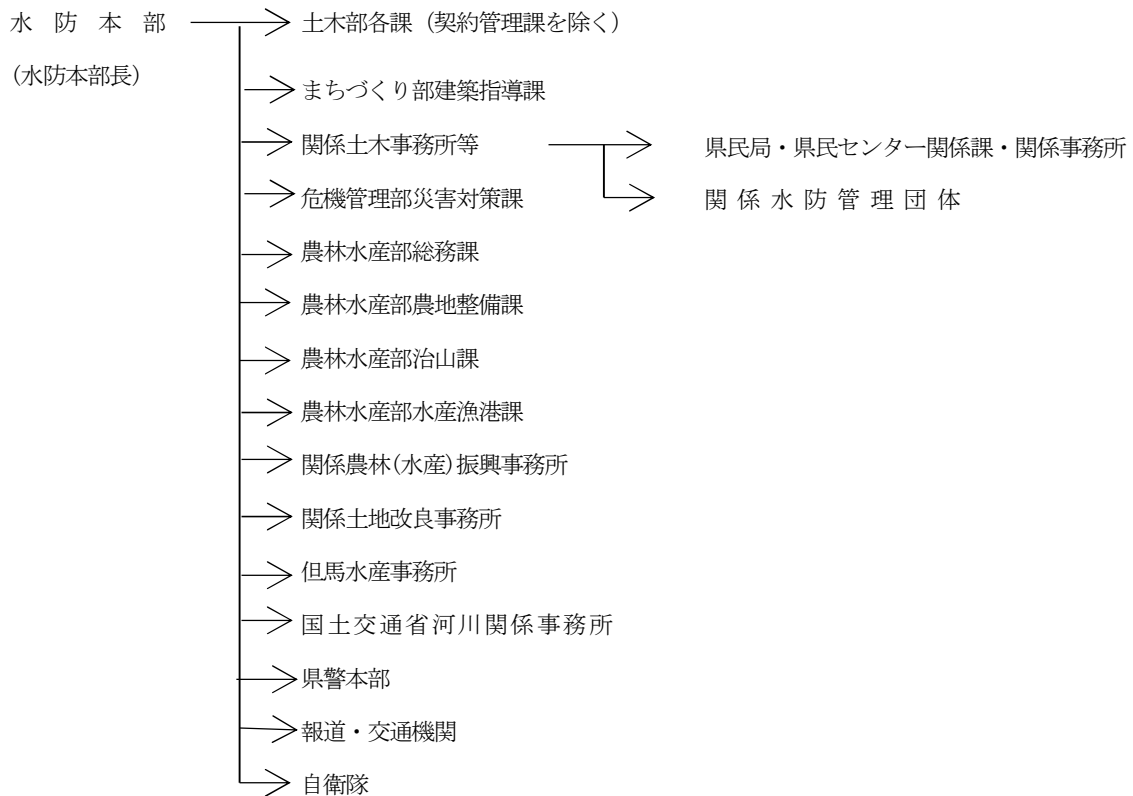 水防本部 土木部各課（契約管理課を除く）
(水防本部長)
まちづくり部建築指導課
関係土木事務所等 県民局・県民センター関係課・関係事務所
危機管理部災害対策課 関係水防管理団体
農林水産部総務課
農林水産部農地整備課
農林水産部治山課
農林水産部水産漁港課
関係農林(水産)振興事務所
関係土地改良事務所
但馬水産事務所
国土交通省河川関係事務所
県警本部
報道・交通機関
自衛隊